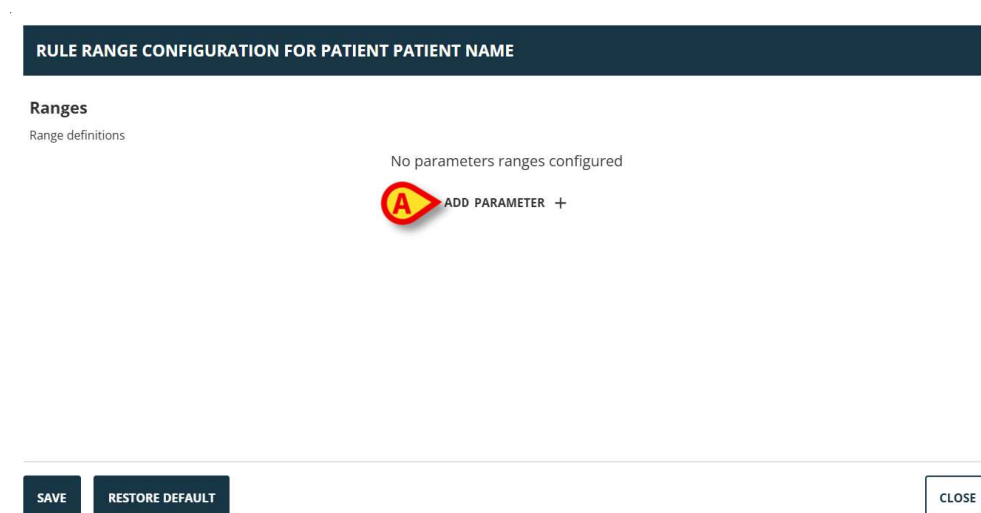 RULE RANGE CONFIGURATION FOR PATIENT PATIENT NAME
Ranges
Range definitions
No parameters ranges configured
A ADD PARAMETER +
SAVE RESTORE DEFAULT CLOSE